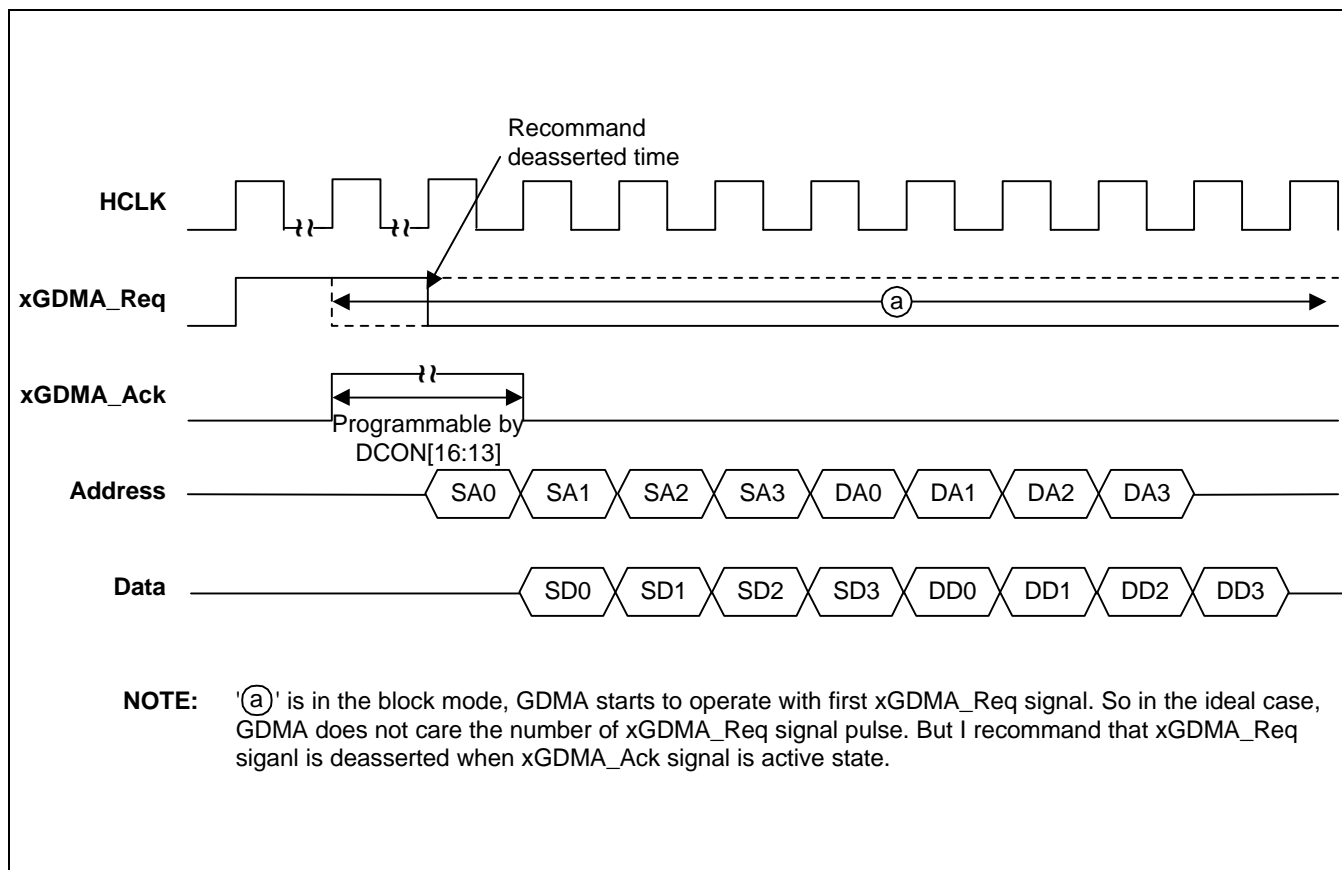 Recommand
deasserted time
HCLK
xGDMA_Req
a
xGDMA_Ack
Programmable by
DCON[16:13]
Address
SA0 SA1 SA2 SA3 DA0 DA1 DA2 DA3
Data
SD0 SD1 SD2 SD3 DD0 DD1 DD2 DD3
NOTE: 'ⓐ' is in the block mode, GDMA starts to operate with first xGDMA_Req signal. So in the ideal case,
GDMA does not care the number of xGDMA_Req signal pulse. But I recommand that xGDMA_Req
siganl is deasserted when xGDMA_Ack signal is active state.